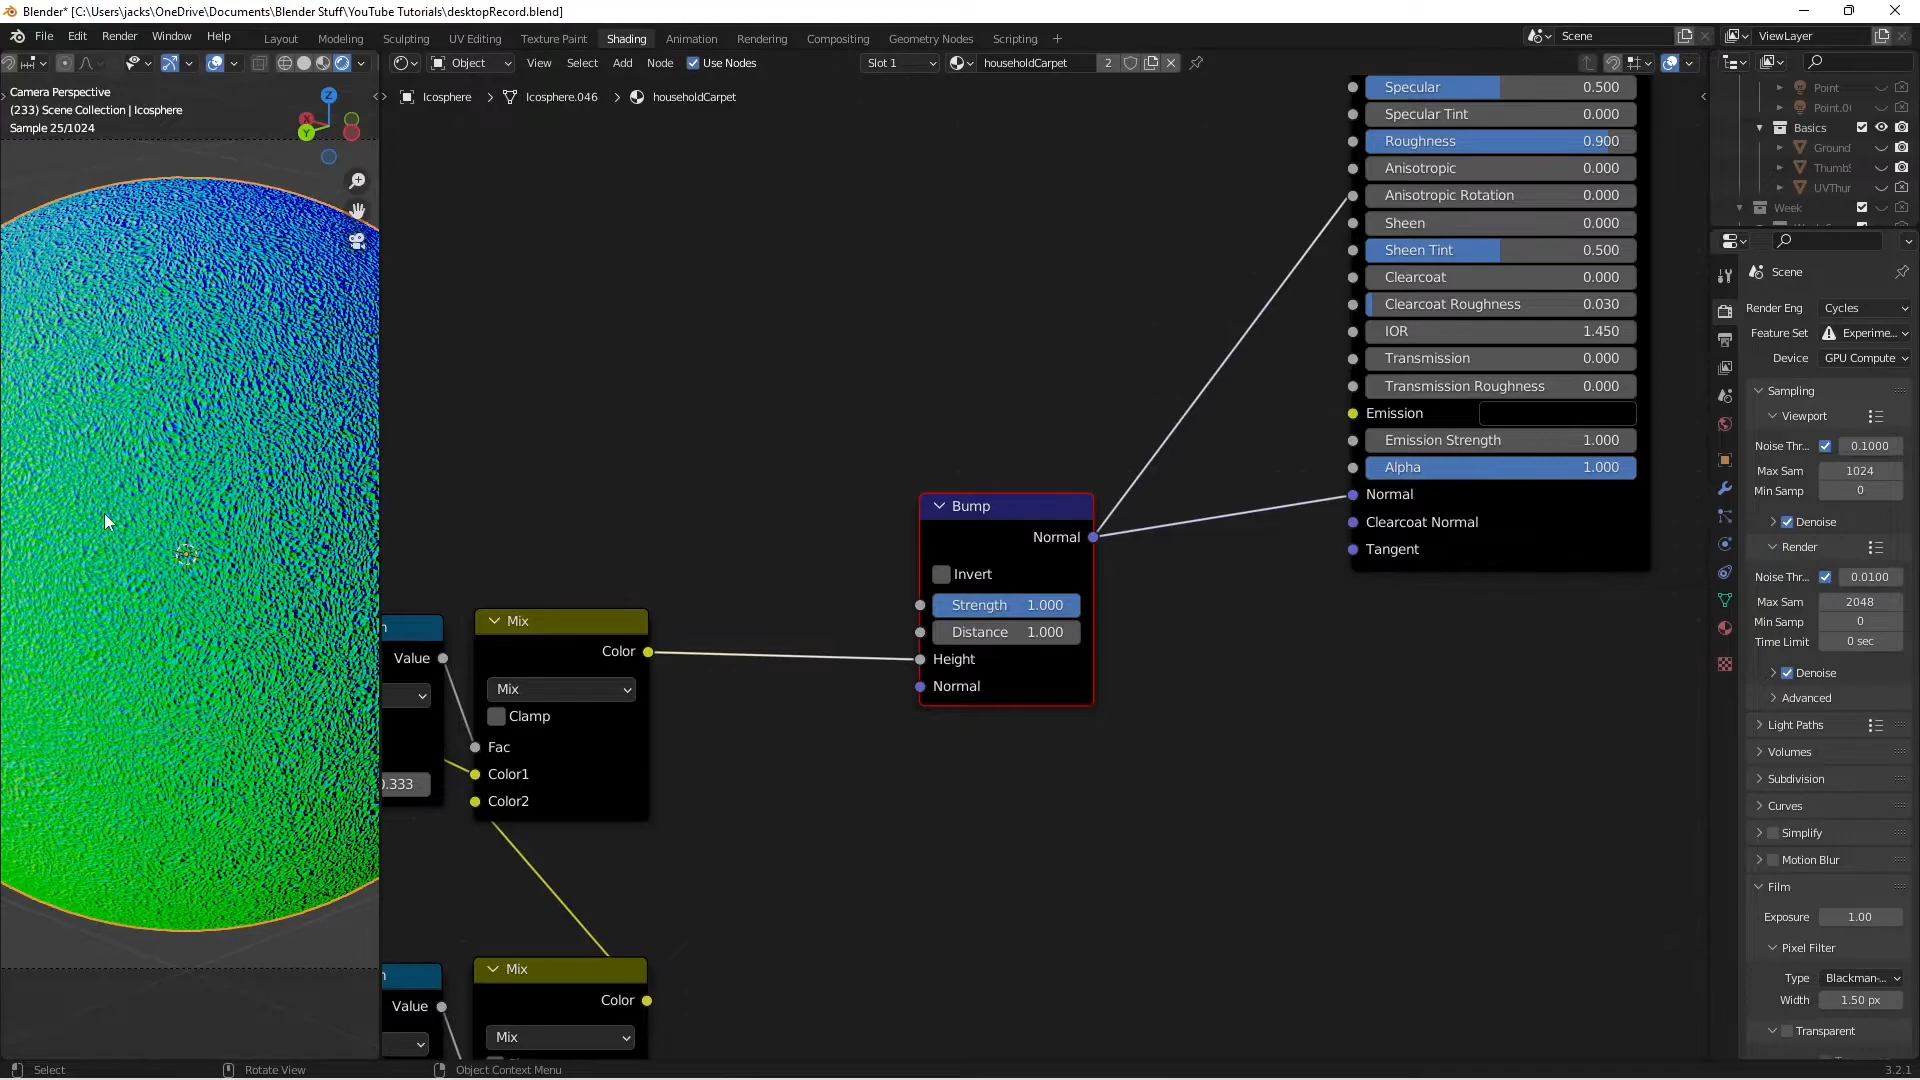 Blender* [C:\Users\jacks\OneDrive\Documents\Blender Stuff\YouTube Tutorials\desktopRecord.blend]
File Edit Render Window Help Layout Modeling Sculpting UV Editing Texture Paint Shading Animation Rendering Compositing Geometry Nodes Scripting + Scene ViewLayer
Object View Select Add Node Use Nodes Slot 1 householdCarpet 2
Icosphere > Icosphere.046 > householdCarpet
Camera Perspective
(233) Scene Collection | Icosphere
Sample 25/1024
Z
X
Y
Specular 0.500
Specular Tint 0.000
Roughness 0.900
Anisotropic 0.000
Anisotropic Rotation 0.000
Sheen 0.000
Sheen Tint 0.500
Clearcoat 0.000
Clearcoat Roughness 0.030
IOR 1.450
Transmission 0.000
Transmission Roughness 0.000
Emission
Emission Strength 1.000
Alpha 1.000
Normal
Clearcoat Normal
Tangent
Bump
Normal
Invert
Strength 1.000
Distance 1.000
Height
Normal
n
Value
0.333
Mix
Color
Mix
Clamp
Fac
Color1
Color2
n
Value
Mix
Color
Mix
Point
Point.0
Basics
Ground
Thumb
UVThur
Week
Scene
Render Eng Cycles
Feature Set Experime...
Device GPU Compute
Sampling
Viewport
Noise Thr... 0.1000
Max Sam 1024
Min Samp 0
Denoise
Render
Noise Thr... 0.0100
Max Sam 2048
Min Samp 0
Time Limit 0 sec
Denoise
Advanced
Light Paths
Volumes
Subdivision
Curves
Simplify
Motion Blur
Film
Exposure 1.00
Pixel Filter
Type Blackman-...
Width 1.50 px
Transparent
Select Rotate View Object Context Menu 3.2.1